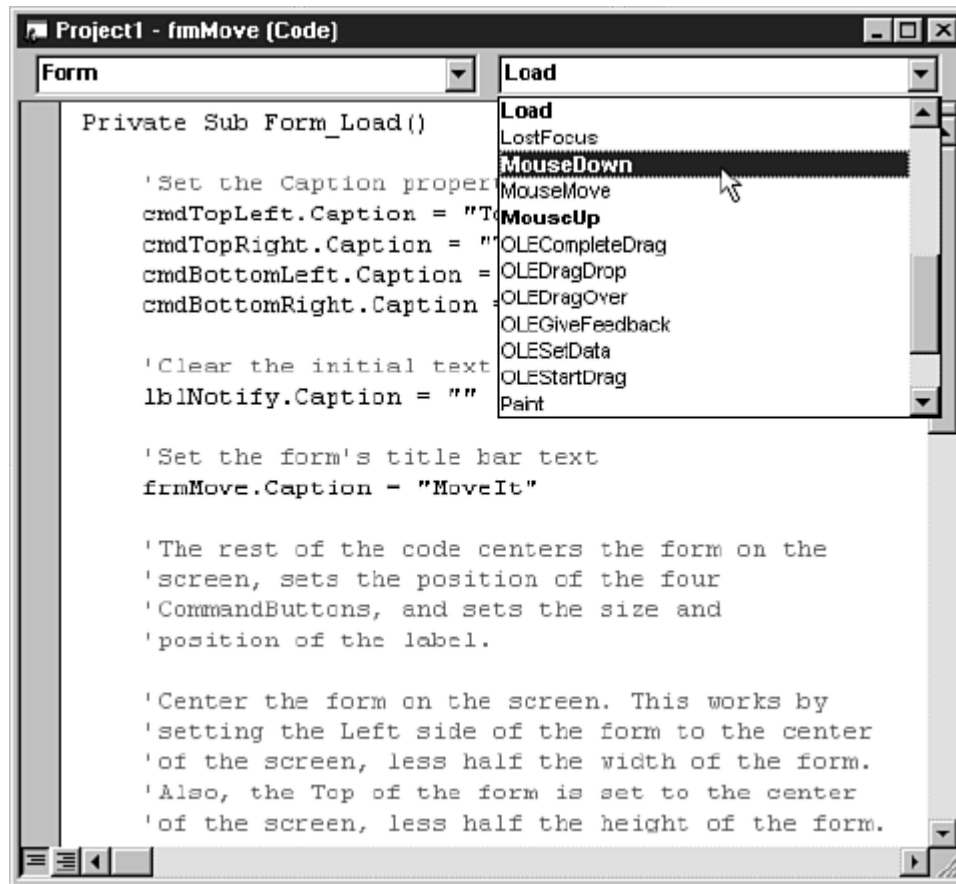 Project1 - frmMove (Code)
Form
Load
Load
LostFocus
MouseDown
MouseMove
MouseUp
OLECompleteDrag
OLEDragDrop
OLEDragOver
OLEGiveFeedback
OLESetData
OLEStartDrag
Paint
Private Sub Form_Load()
'Set the Caption proper
cmdTopLeft.Caption = "To
cmdTopRight.Caption = "
cmdBottomLeft.Caption =
cmdBottomRight.Caption =
'Clear the initial text
lblNotify.Caption = ""
'Set the form's title bar text
frmMove.Caption = "MoveIt"
'The rest of the code centers the form on the
'screen, sets the position of the four
'CommandButtons, and sets the size and
'position of the label.
'Center the form on the screen. This works by
'setting the Left side of the form to the center
'of the screen, less half the width of the form.
'Also, the Top of the form is set to the center
'of the screen, less half the height of the form.